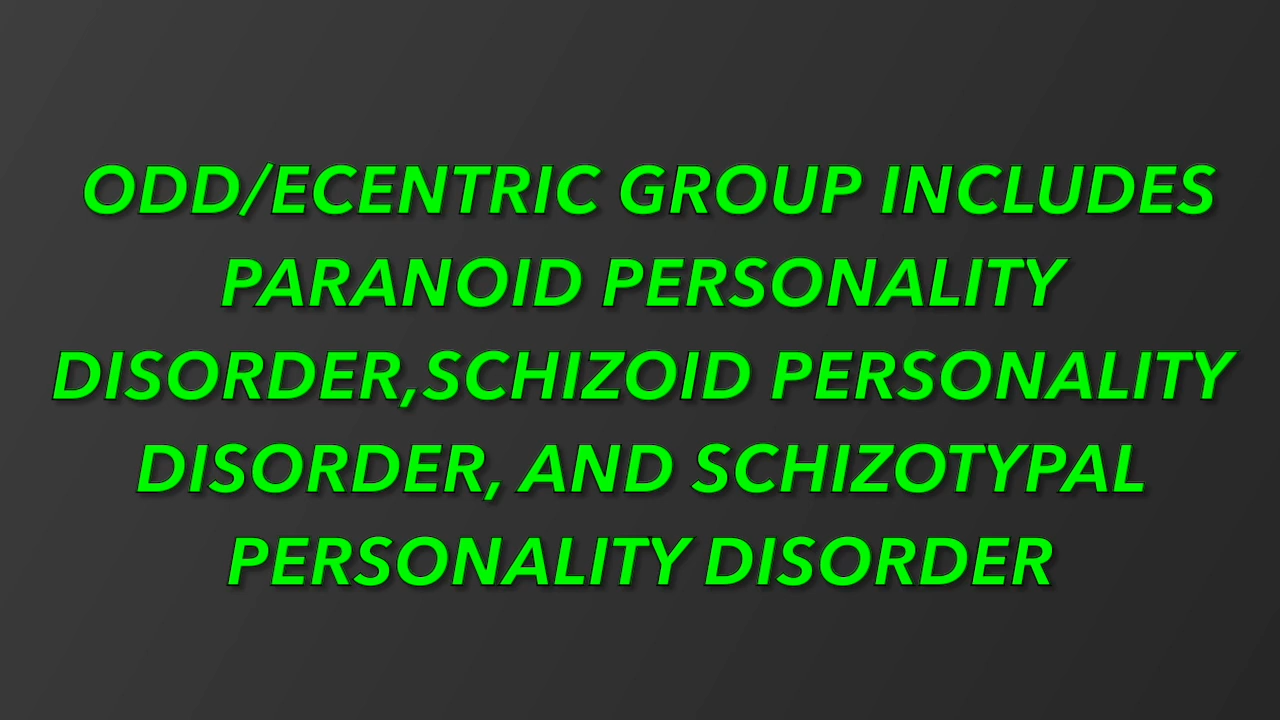 ODD/ECENTRIC GROUP INCLUDES
PARANOID PERSONALITY
DISORDER,SCHIZOID PERSONALITY
DISORDER, AND SCHIZOTYPAL
PERSONALITY DISORDER